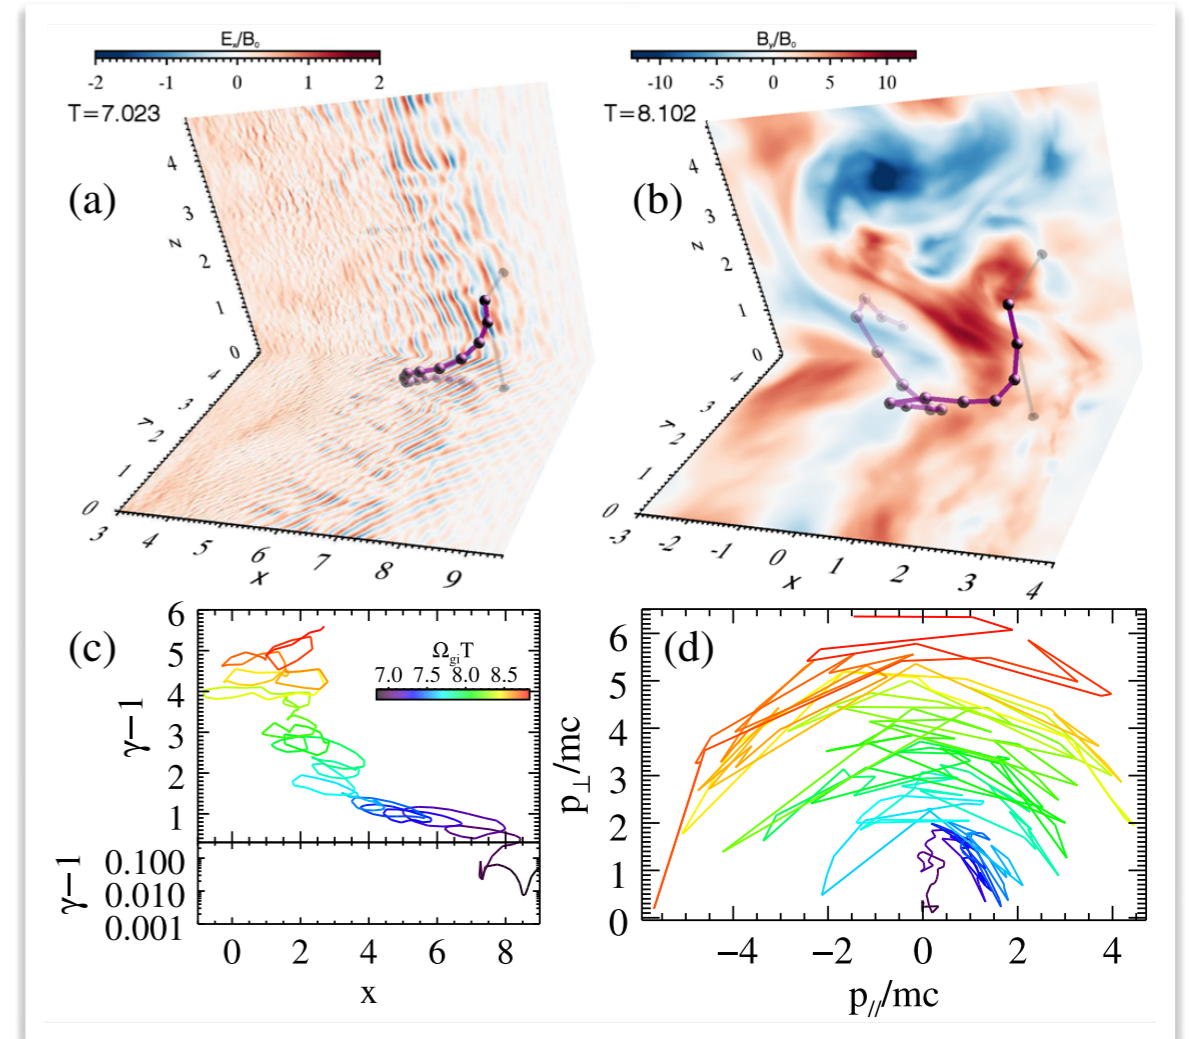 Ex/B0
-2 -1 0 1 2
T=7.023
(a)
z
4
3
2
1
0
y
4
3
2
1
0
3 4 5 6 7 8 9
x
By/B0
-10 -5 0 5 10
T=8.102
(b)
z
4
3
2
1
0
y
4
3
2
1
0
-3 -2 -1 0 1 2 3 4
x
(c)
γ−1
6
5
4
3
2
1
ΩgiT
7.0 7.5 8.0 8.5
γ−1
0.100
0.010
0.001
0 2 4 6 8
x
(d)
p⊥/mc
6
5
4
3
2
1
0
−4 −2 0 2 4
p//mc